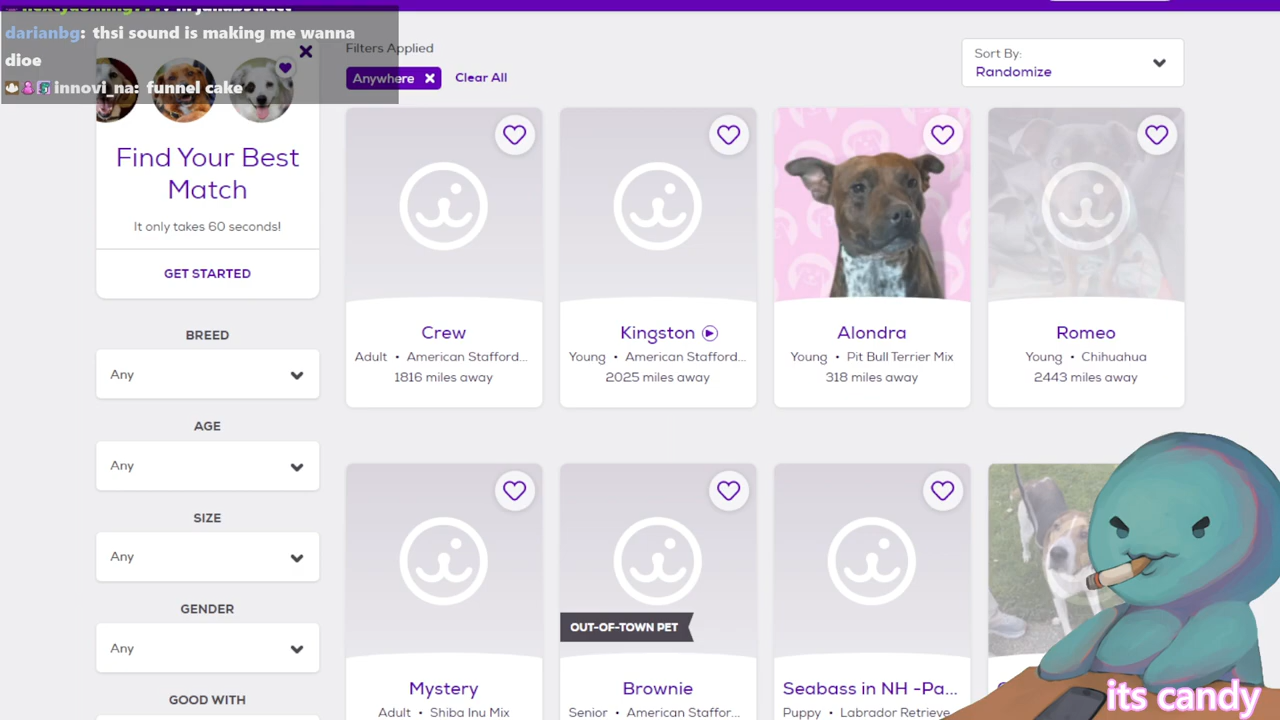 darianbg: thsi sound is making me wanna
dioe
innovi_na: funnel cake
Filters Applied
Anywhere
Clear All
Sort By:
Randomize
Find Your Best
Match
It only takes 60 seconds!
GET STARTED
BREED
Any
AGE
Any
SIZE
Any
GENDER
Any
GOOD WITH
Crew
Adult • American Stafford...
1816 miles away
Kingston
Young • American Stafford...
2025 miles away
Alondra
Young • Pit Bull Terrier Mix
318 miles away
Romeo
Young • Chihuahua
2443 miles away
Mystery
Adult • Shiba Inu Mix
OUT-OF-TOWN PET
Brownie
Senior • American Staffor...
Seabass in NH -Pa...
Puppy • Labrador Retrieve...
its candy